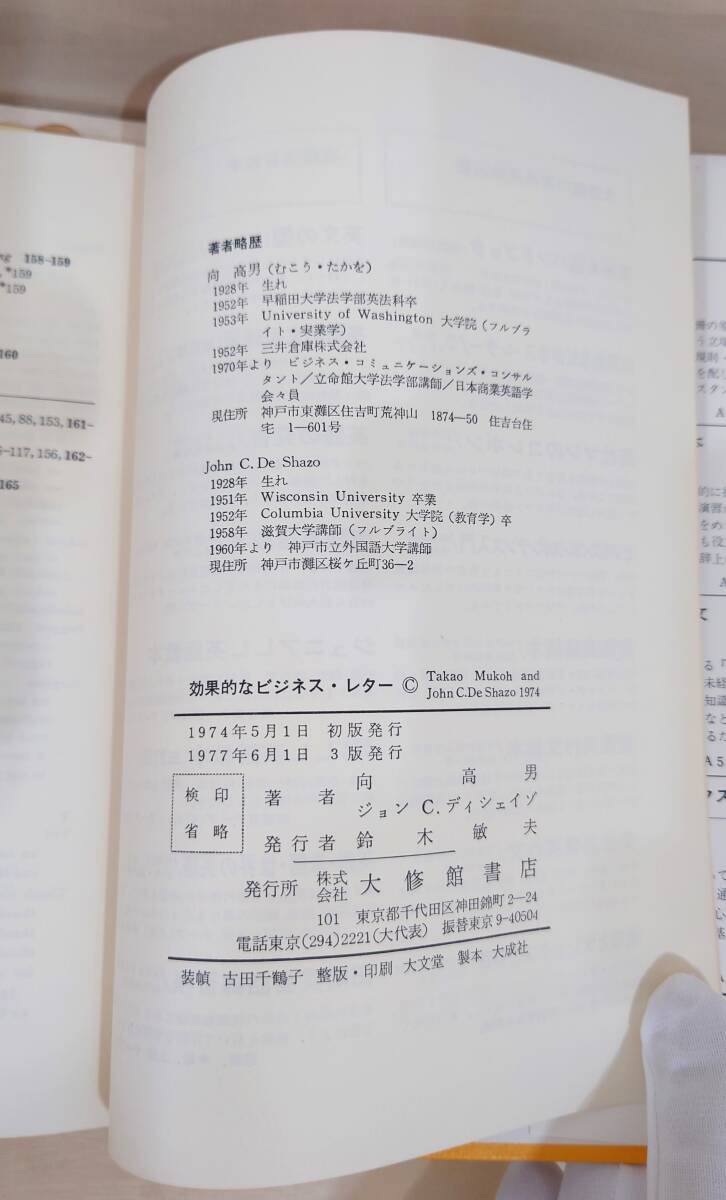 ng 158-159
, *159
*159
160
45, 88, 153, 161-
-117, 156, 162-
165
著者略歴
向 高男(むこう・たかを)
1928年 生れ
1952年 早稲田大学法学部英法科卒
1953年 University of Washington 大学院(フルブラ
イト・実業学)
1952年 三井倉庫株式会社
1970年より ビジネス・コミュニケーションズ・コンサル
タント/立命館大学法学部講師/日本商業英語学
会々員
現住所 神戸市東灘区住吉町荒神山 1874―50 住吉台住
宅 1―601号
John C. De Shazo
1928年 生れ
1951年 Wisconsin University 卒業
1952年 Columbia University 大学院(教育学)卒
1958年 滋賀大学講師(フルブライト)
1960年より 神戸市立外国語大学講師
現住所 神戸市灘区桜ケ丘町36―2
効果的なビジネス・レター © Takao Mukoh and
John C. De Shazo 1974
1974年5月1日 初版発行
1977年6月1日 3版発行
検印
省略
著者 向高男
ジョン C. ディシェイゾ
発行者 鈴木敏夫
発行所 株式会社 大修館書店
101 東京都千代田区神田錦町2―24
電話東京(294)2221(大代表) 振替東京9-40504
装幀 古田千鶴子 整版・印刷 大文堂 製本 大成社